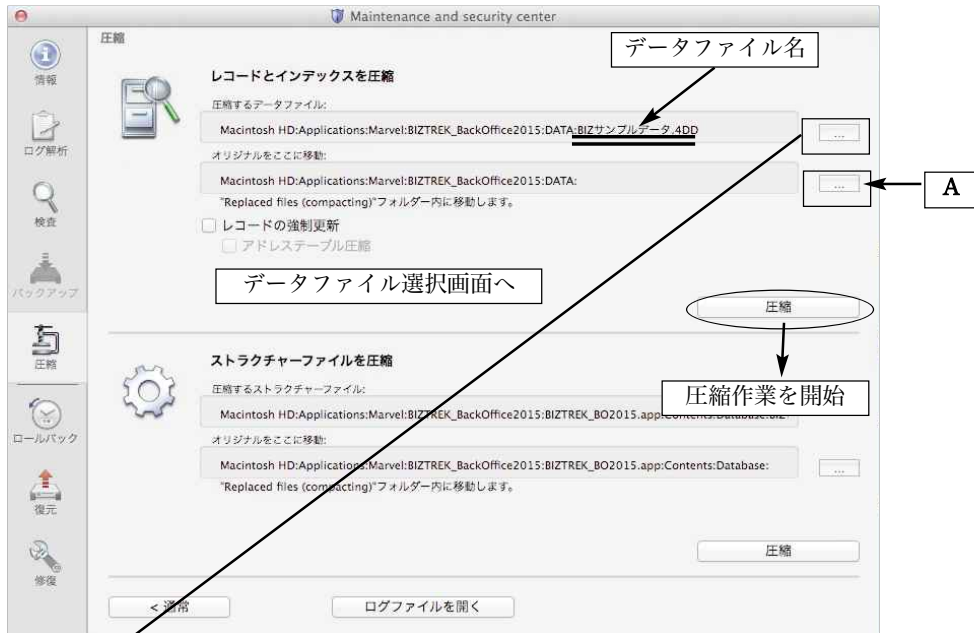 Maintenance and security center
圧縮
データファイル名
情報
レコードとインデックスを圧縮
圧縮するデータファイル:
Macintosh HD:Applications:Marvel:BIZTREK_BackOffice2015:DATA:BIZサンプルデータ.4DD
...
ログ解析
オリジナルをここに移動:
Macintosh HD:Applications:Marvel:BIZTREK_BackOffice2015:DATA:
...
A
"Replaced files (compacting)"フォルダー内に移動します。
検査
レコードの強制更新
アドレステーブル圧縮
バックアップ
データファイル選択画面へ
圧縮
圧縮
ストラクチャーファイルを圧縮
圧縮するストラクチャーファイル:
圧縮作業を開始
Macintosh HD:Applications:Marvel:BIZTREK_BackOffice2015:BIZTREK_BO2015.app:Contents:Database:BIZ
ロールバック
オリジナルをここに移動:
Macintosh HD:Applications:Marvel:BIZTREK_BackOffice2015:BIZTREK_BO2015.app:Contents:Database:
...
"Replaced files (compacting)"フォルダー内に移動します。
復元
圧縮
修復
< 通常
ログファイルを開く